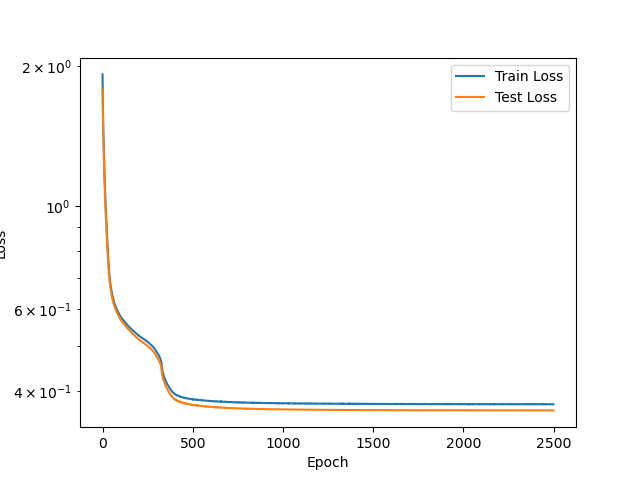 2 × 10⁰
10⁰
6 × 10⁻¹
4 × 10⁻¹
Loss
Train Loss
Test Loss
0 500 1000 1500 2000 2500
Epoch